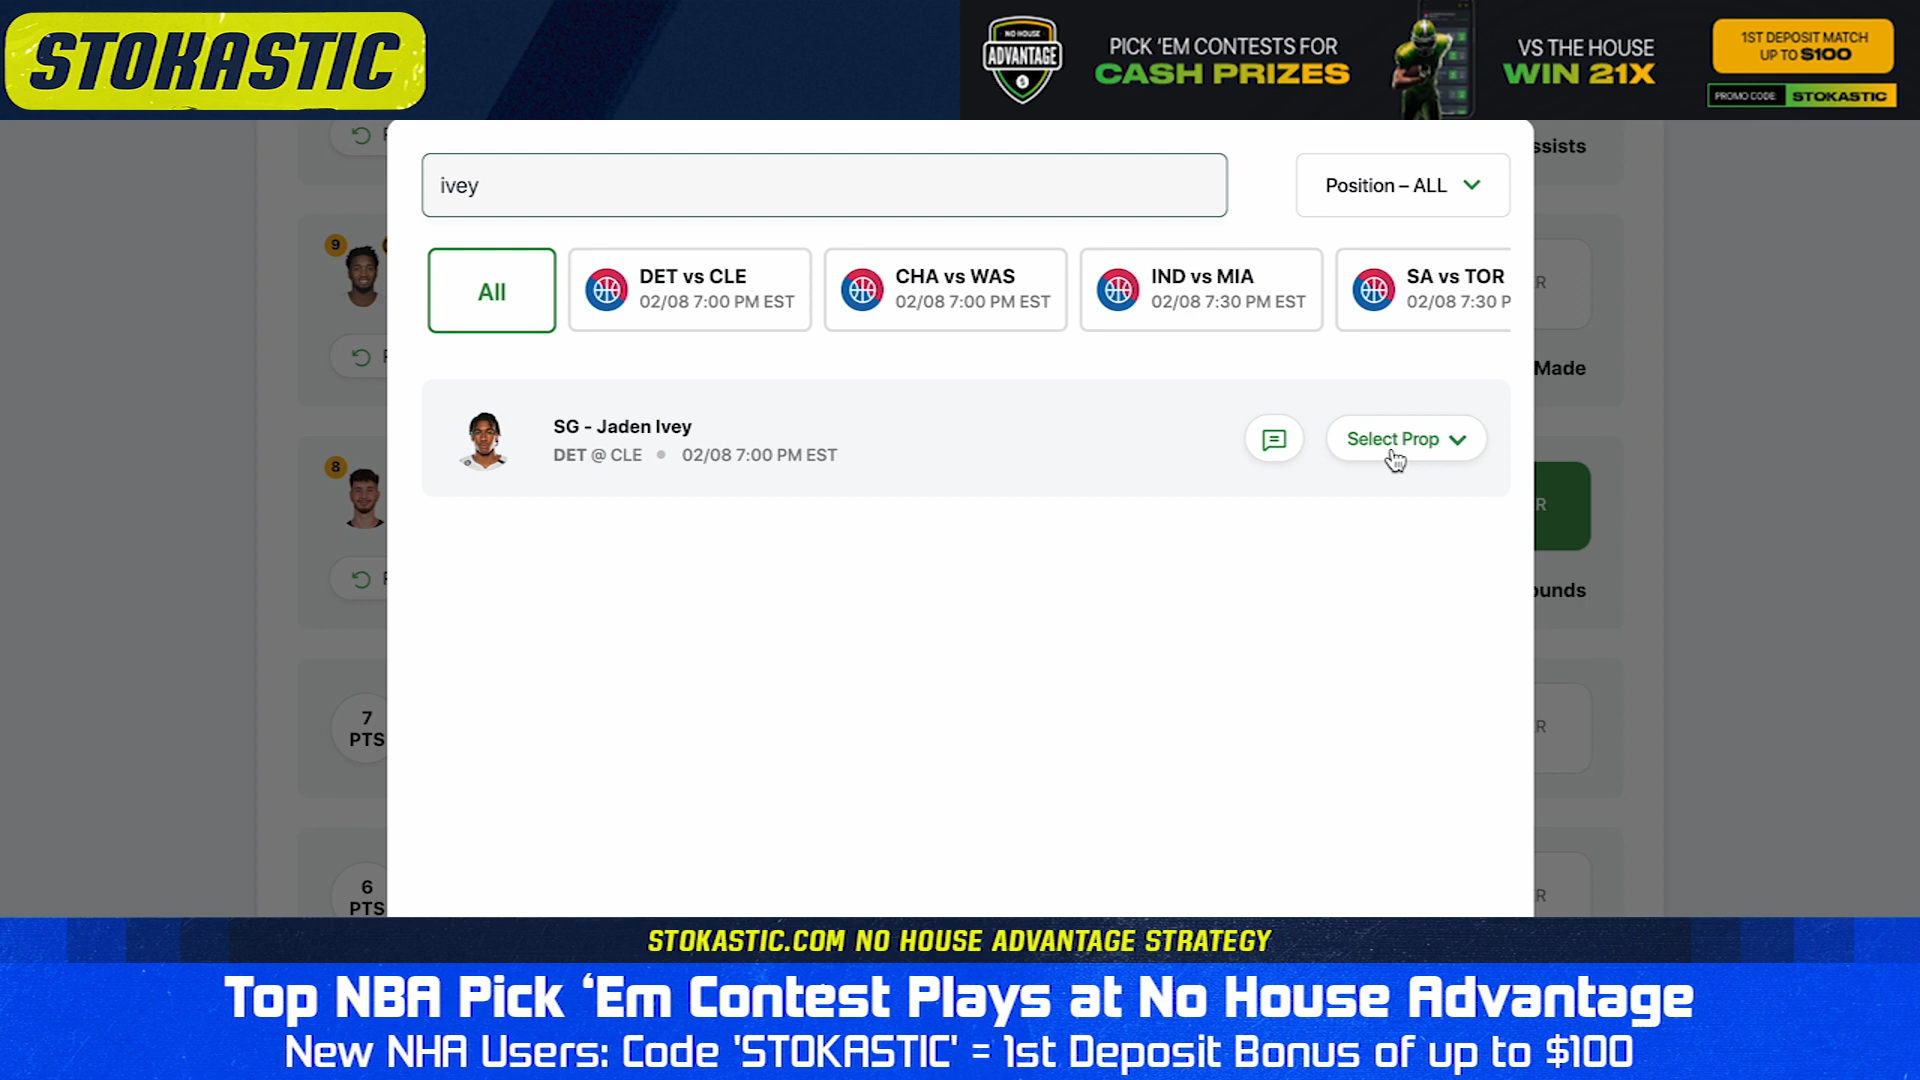 STOKASTIC
NO HOUSE
ADVANTAGE
PICK 'EM CONTESTS FOR
CASH PRIZES
VS THE HOUSE
WIN 21X
1ST DEPOSIT MATCH
UP TO $100
PROMO CODE STOKASTIC
ivey
Position – ALL
ssists
All
DET vs CLE
02/08 7:00 PM EST
CHA vs WAS
02/08 7:00 PM EST
IND vs MIA
02/08 7:30 PM EST
SA vs TOR
02/08 7:30 P
9
R
Made
SG - Jaden Ivey
DET @ CLE • 02/08 7:00 PM EST
Select Prop
8
R
ounds
7
PTS
R
6
PTS
R
STOKASTIC.COM NO HOUSE ADVANTAGE STRATEGY
Top NBA Pick ‘Em Contest Plays at No House Advantage
New NHA Users: Code 'STOKASTIC' = 1st Deposit Bonus of up to $100